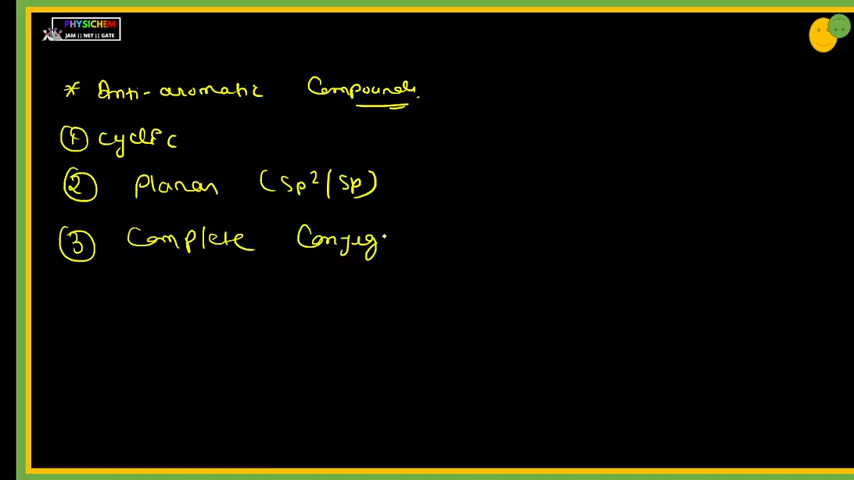 PHYSICHEM
JAM || NET || GATE
* Anti-aromatic Compounds.
① Cyclic
② Planar (Sp²/Sp)
③ Complete Conjug